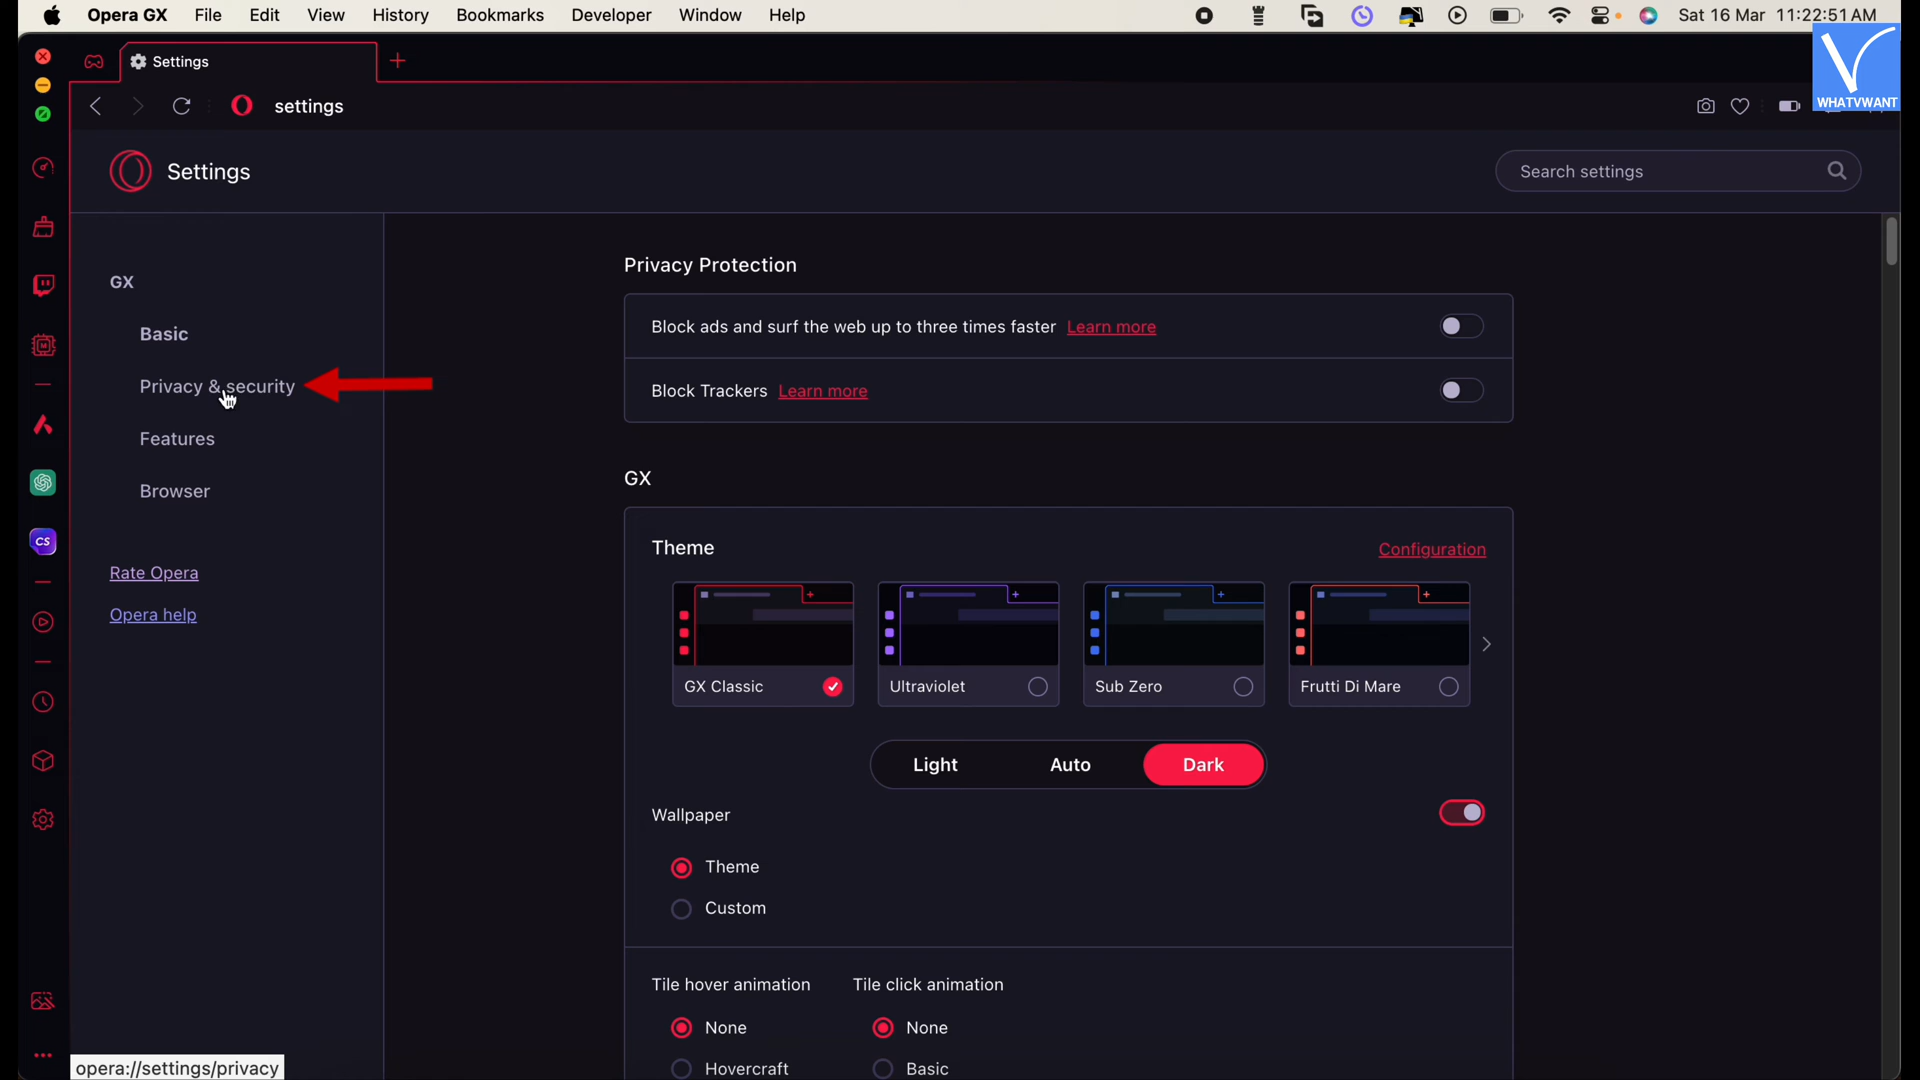 Opera GX File Edit View History Bookmarks Developer Window Help Sat 16 Mar 11:22:51 AM
WHATVWANT
Settings
settings
Settings
Search settings
GX
Basic
Privacy & security
Features
Browser
Rate Opera
Opera help
Privacy Protection
Block ads and surf the web up to three times faster Learn more
Block Trackers Learn more
GX
Theme Configuration
GX Classic Ultraviolet Sub Zero Frutti Di Mare
Light Auto Dark
Wallpaper
Theme
Custom
Tile hover animation Tile click animation
None None
Hovercraft Basic
CS
M
opera://settings/privacy